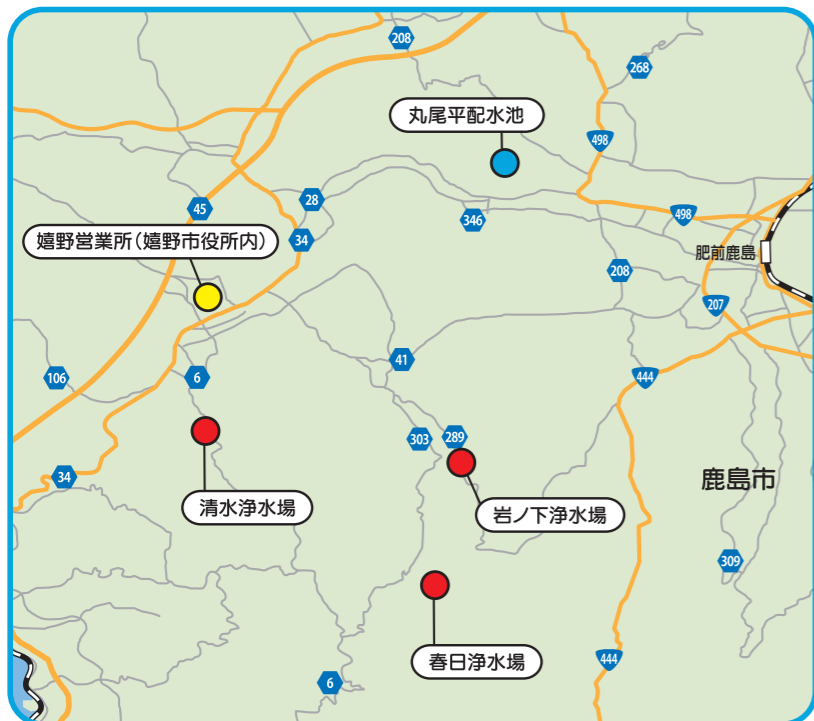 208
268
丸尾平配水池
498
28
45
498
346
34
嬉野営業所(嬉野市役所内)
肥前鹿島
208
207
41
106
6
444
303
289
34
鹿島市
清水浄水場
岩ノ下浄水場
309
春日浄水場
444
6